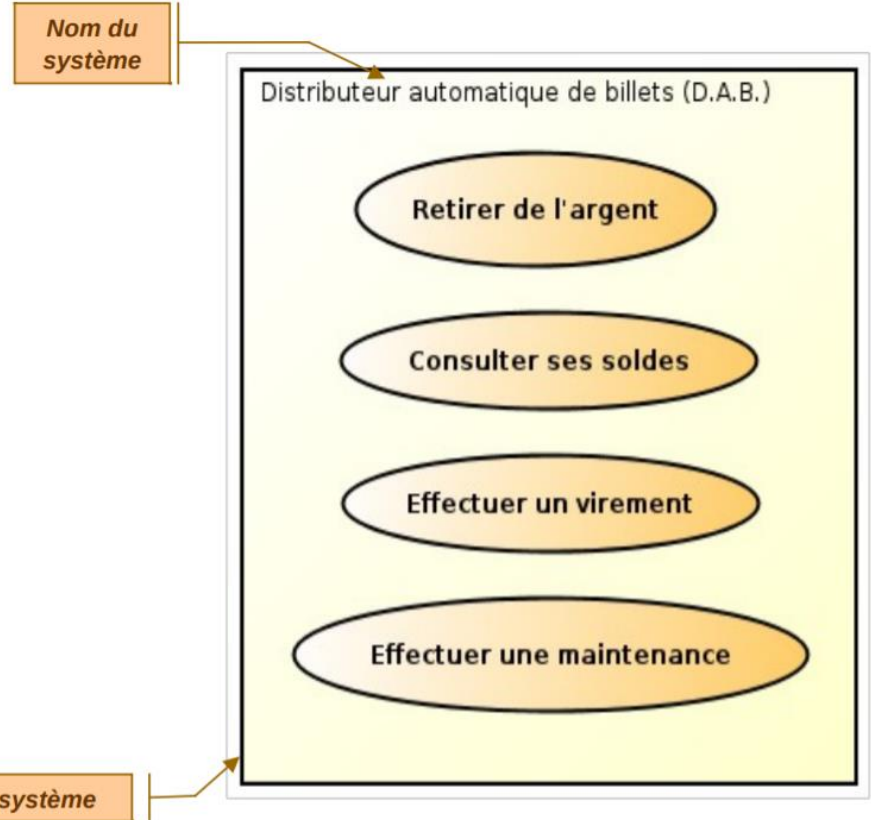 Nom du
système
Distributeur automatique de billets (D.A.B.)
Retirer de l'argent
Consulter ses soldes
Effectuer un virement
Effectuer une maintenance
système